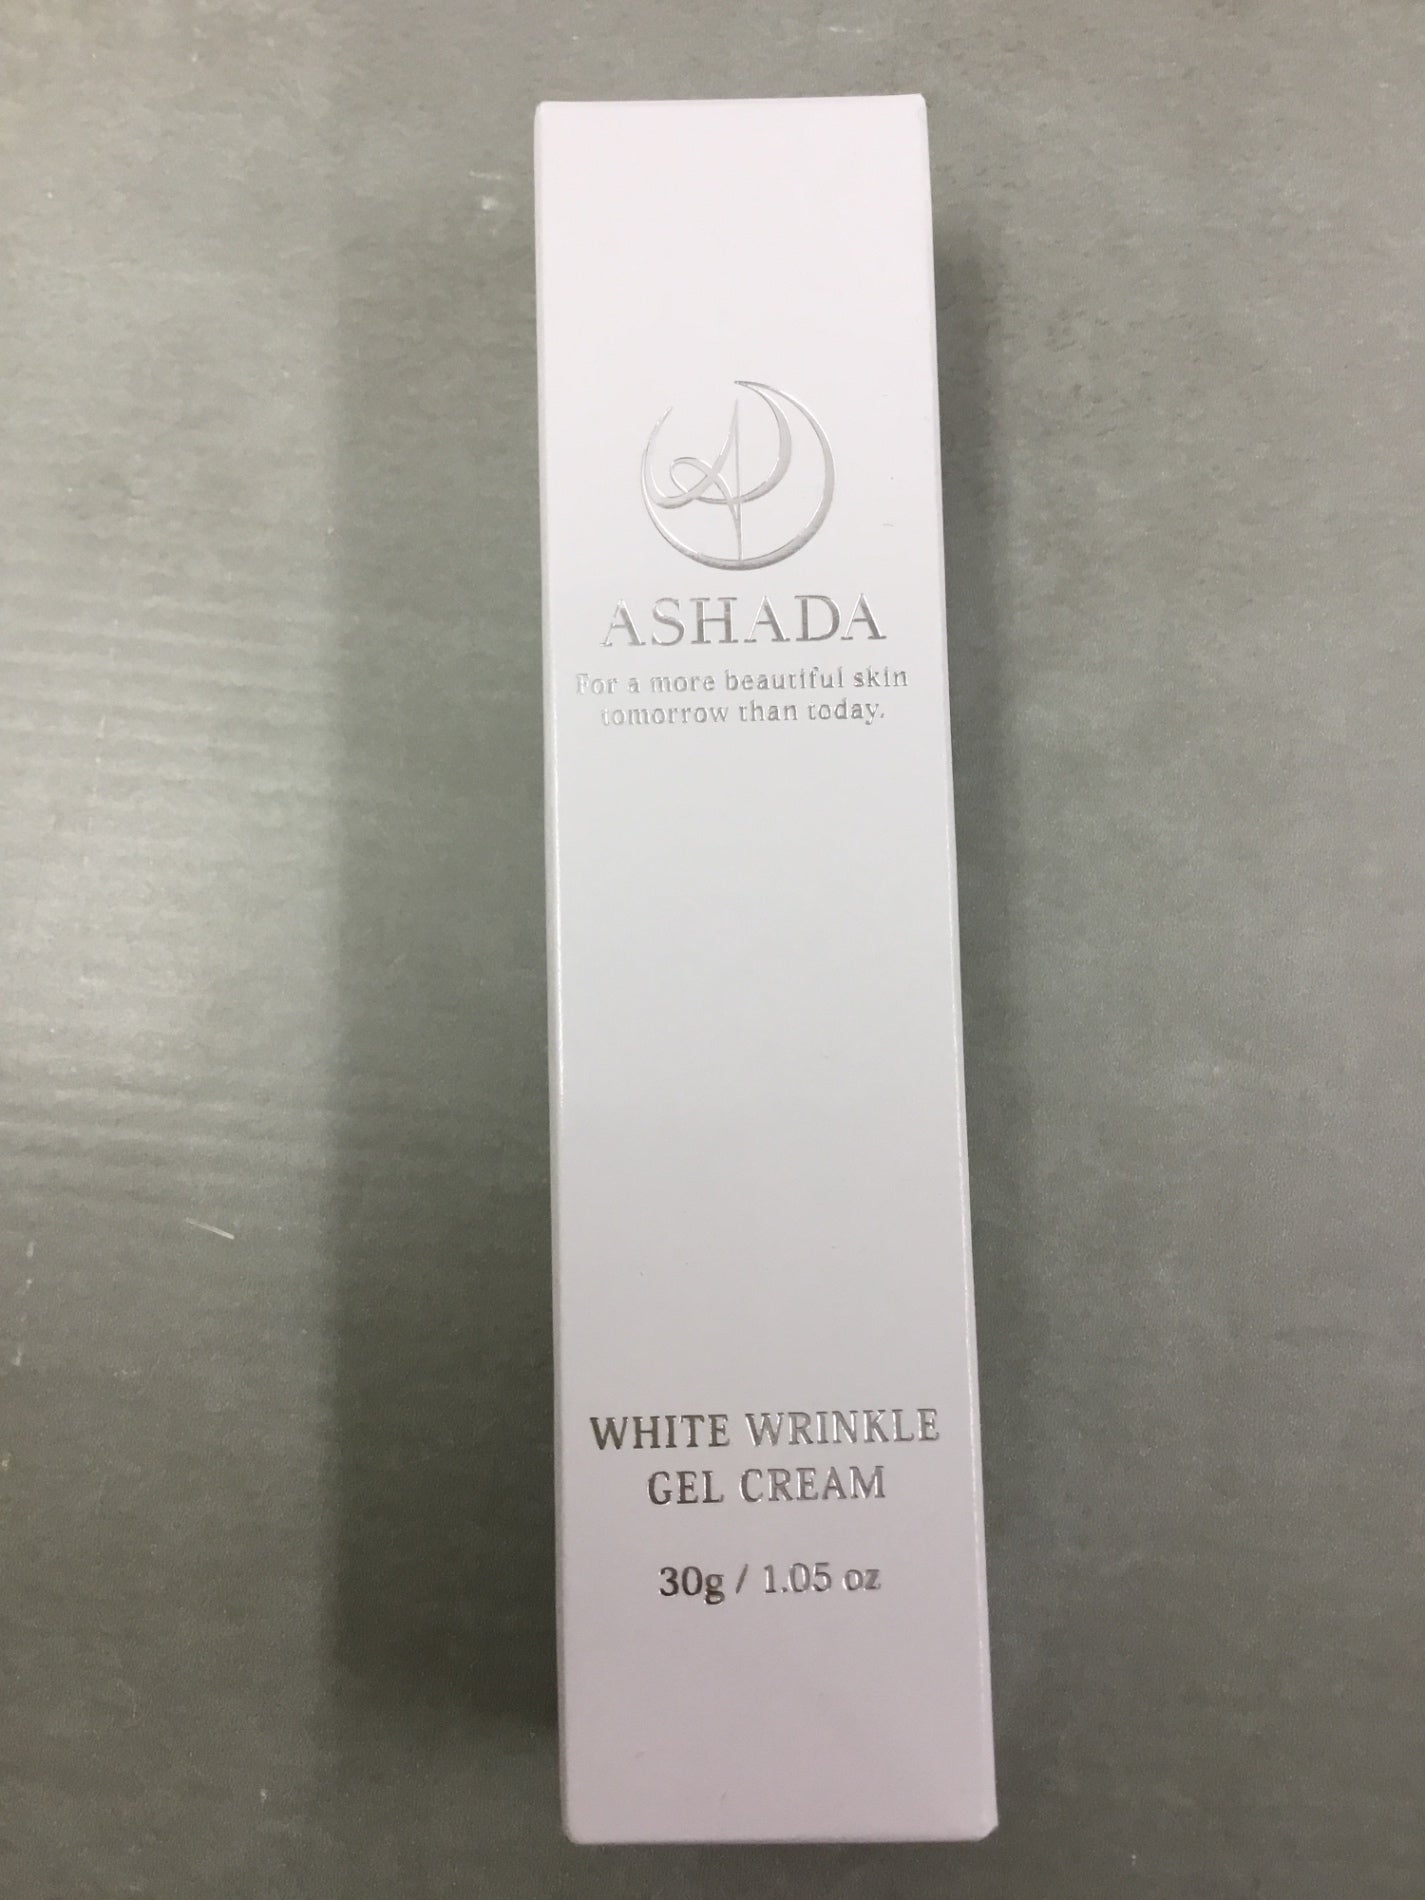 ASHADA
For a more beautiful skin
tomorrow than today.
WHITE WRINKLE
GEL CREAM
30g / 1.05 oz